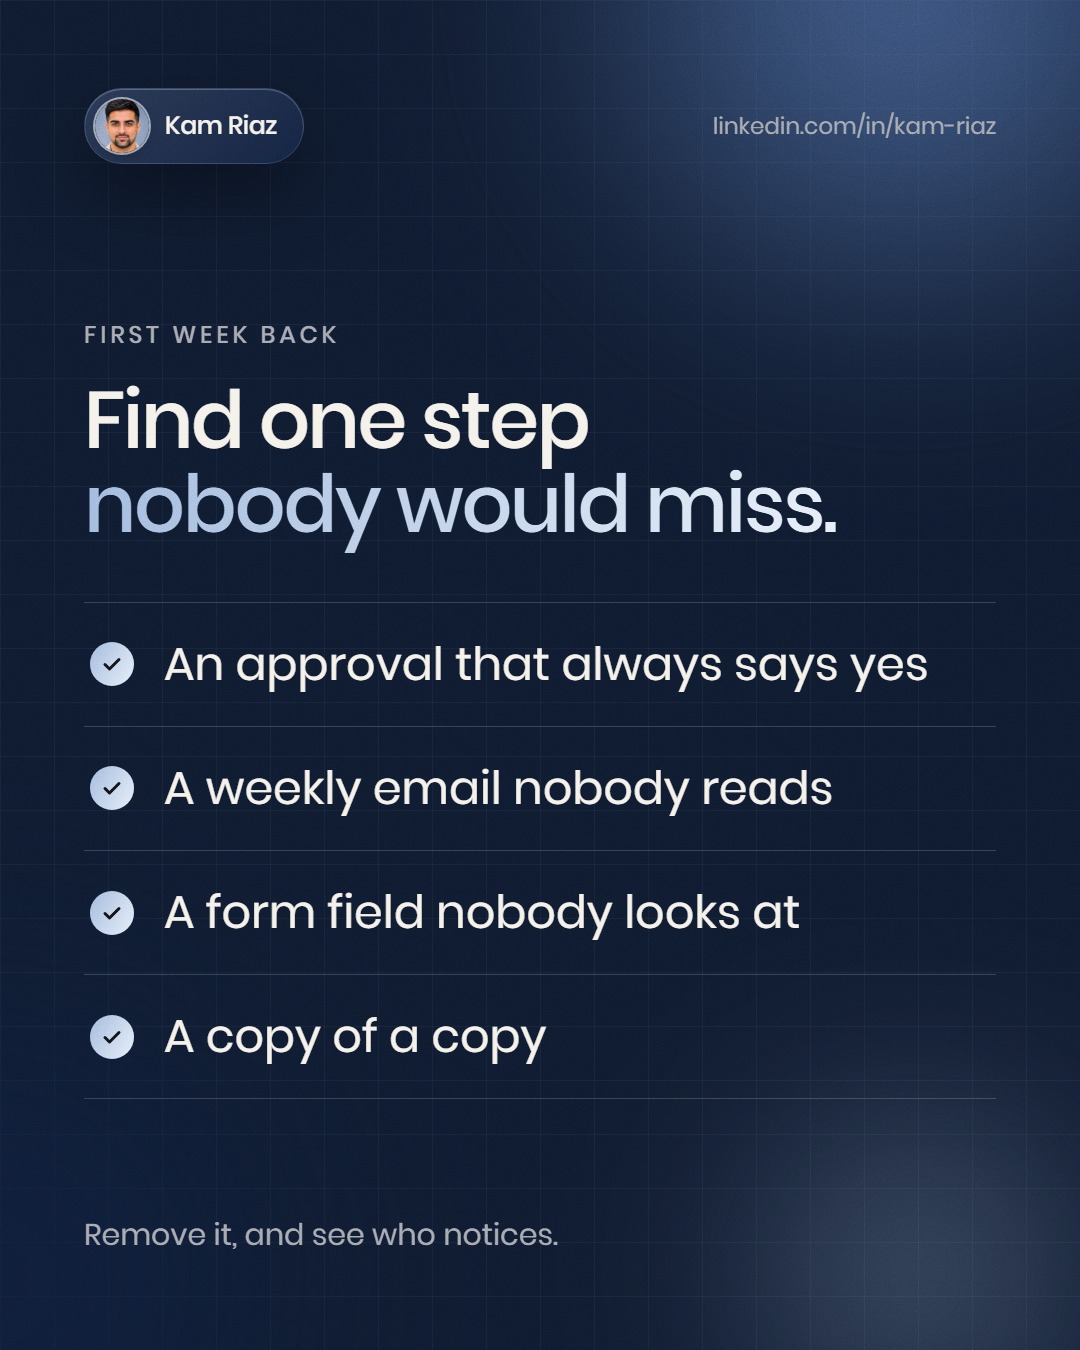 Kam Riaz
linkedin.com/in/kam-riaz
FIRST WEEK BACK
Find one step
nobody would miss.
An approval that always says yes
A weekly email nobody reads
A form field nobody looks at
A copy of a copy
Remove it, and see who notices.